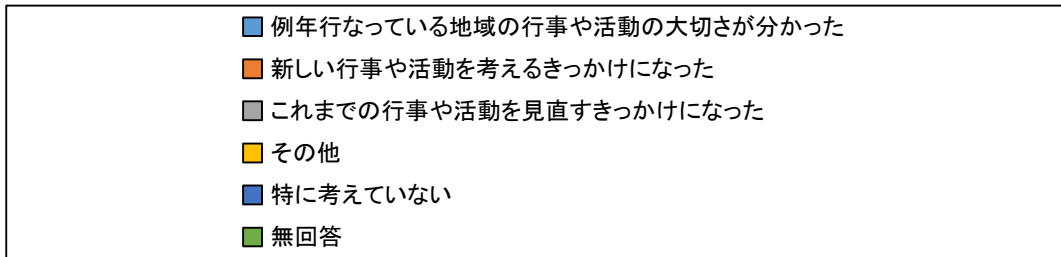 例年行なっている地域の行事や活動の大切さが分かった
新しい行事や活動を考えるきっかけになった
これまでの行事や活動を見直すきっかけになった
その他
特に考えていない
無回答